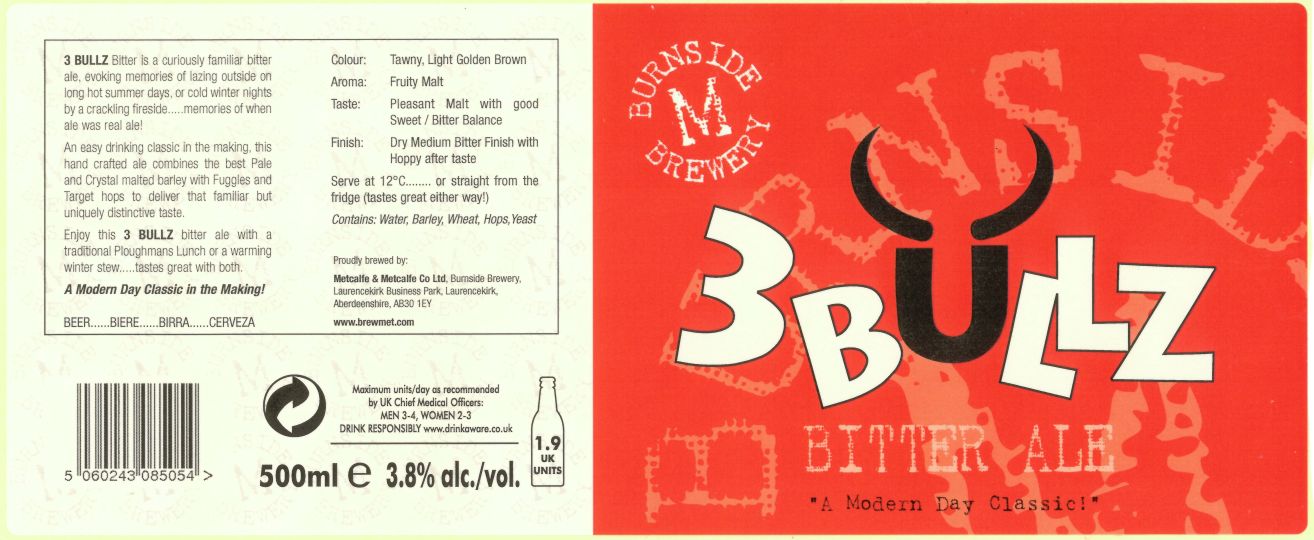 3 BULLZ Bitter is a curiously familiar bitter
ale, evoking memories of lazing outside on
long hot summer days, or cold winter nights
by a crackling fireside.....memories of when
ale was real ale!
An easy drinking classic in the making, this
hand crafted ale combines the best Pale
and Crystal malted barley with Fuggles and
Target hops to deliver that familiar but
uniquely distinctive taste.
Enjoy this 3 BULLZ bitter ale with a
traditional Ploughmans Lunch or a warming
winter stew.....tastes great with both.
A Modern Day Classic in the Making!
BEER......BIERE......BIRRA......CERVEZA
Colour: Tawny, Light Golden Brown
Aroma: Fruity Malt
Taste: Pleasant Malt with good
Sweet / Bitter Balance
Finish: Dry Medium Bitter Finish with
Hoppy after taste
Serve at 12°C........ or straight from the
fridge (tastes great either way!)
Contains: Water, Barley, Wheat, Hops, Yeast
Proudly brewed by:
Metcalfe & Metcalfe Co Ltd, Burnside Brewery,
Laurencekirk Business Park, Laurencekirk,
Aberdeenshire, AB30 1EY
www.brewmet.com
5 060243 085054 >
Maximum units/day as recommended
by UK Chief Medical Officers:
MEN 3-4, WOMEN 2-3
DRINK RESPONSIBLY www.drinkaware.co.uk
500ml e 3.8% alc./vol.
1.9
UK
UNITS
BURNSIDE
M
BREWERY
3 BULLZ
BITTER ALE
"A Modern Day Classic!"